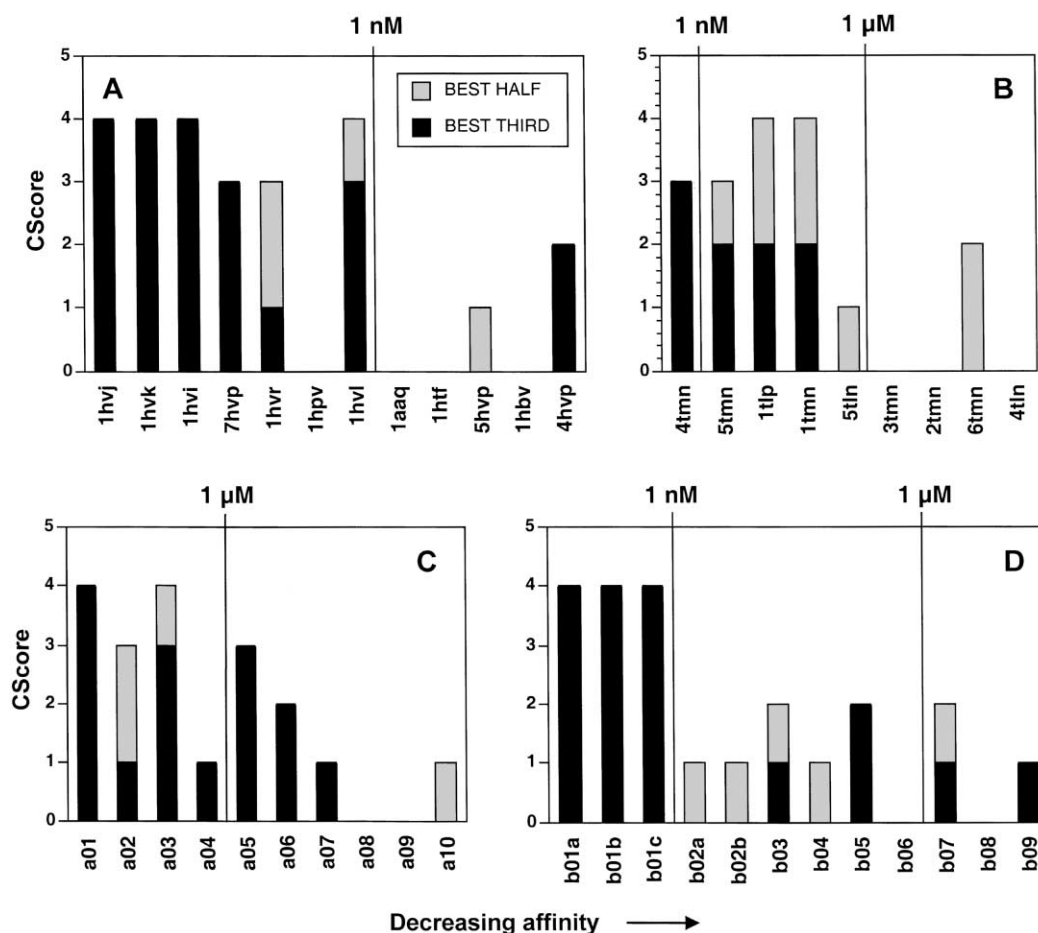 1 nM
1 nM
1 µM
A
BEST HALF
BEST THIRD
B
CScore
5
4
3
2
1
0
5
4
3
2
1
0
1hvj
1hvk
1hvi
7hvp
1hvr
1hpv
1hvl
1aaq
1htf
5hvp
1hbv
4hvp
4tmn
5tmn
1tlp
1tmn
5tln
3tmn
2tmn
6tmn
4tln
1 µM
1 nM
1 µM
C
D
CScore
5
4
3
2
1
0
5
4
3
2
1
0
a01
a02
a03
a04
a05
a06
a07
a08
a09
a10
b01a
b01b
b01c
b02a
b02b
b03
b04
b05
b06
b07
b08
b09
Decreasing affinity